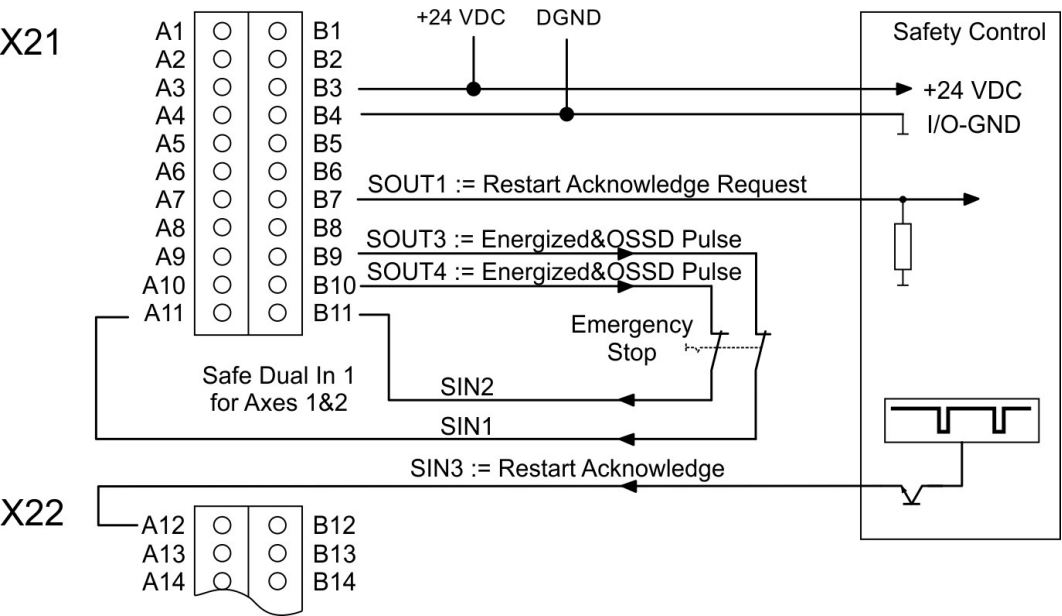 +24 VDC DGND
X21
A1 B1
A2 B2
A3 B3
A4 B4
A5 B5
A6 B6
A7 B7
A8 B8
A9 B9
A10 B10
A11 B11
Safety Control
+24 VDC
I/O-GND
SOUT1 := Restart Acknowledge Request
SOUT3 := Energized&OSSD Pulse
SOUT4 := Energized&OSSD Pulse
Emergency
Stop
Safe Dual In 1
for Axes 1&2
SIN2
SIN1
SIN3 := Restart Acknowledge
X22
A12 B12
A13 B13
A14 B14